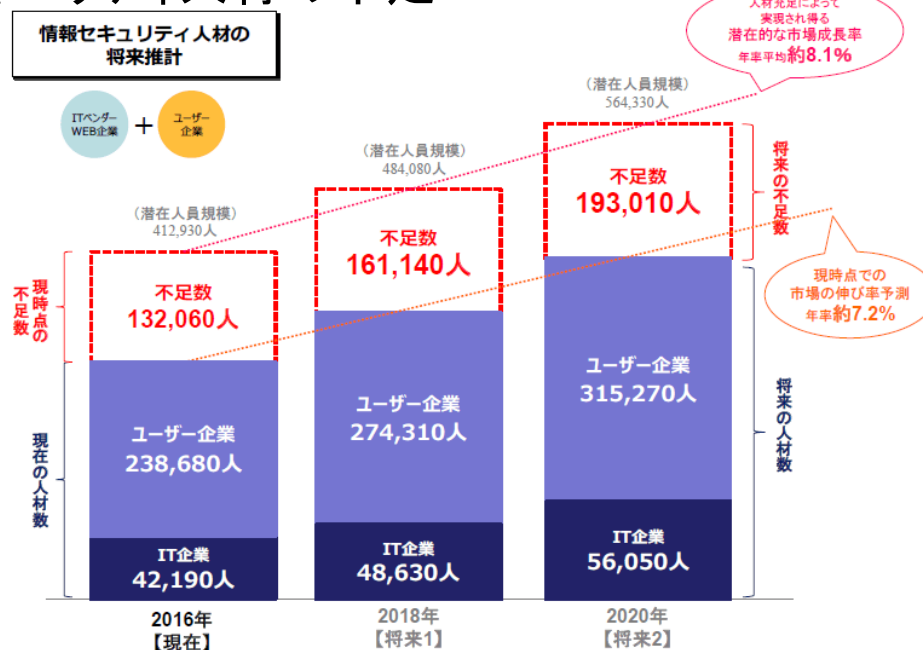 情報セキュリティ人材の
将来推計
ITベンダー
WEB企業
+
ユーザー
企業
人材充足によって
実現され得る
潜在的な市場成長率
年率平均約8.1%
(潜在人員規模)
412,930人
(潜在人員規模)
484,080人
(潜在人員規模)
564,330人
現時点の
不足数
不足数
132,060人
不足数
161,140人
不足数
193,010人
将来の不足数
現時点での
市場の伸び率予測
年率約7.2%
現在の人材数
ユーザー企業
238,680人
ユーザー企業
274,310人
ユーザー企業
315,270人
将来の人材数
IT企業
42,190人
IT企業
48,630人
IT企業
56,050人
2016年
【現在】
2018年
【将来1】
2020年
【将来2】